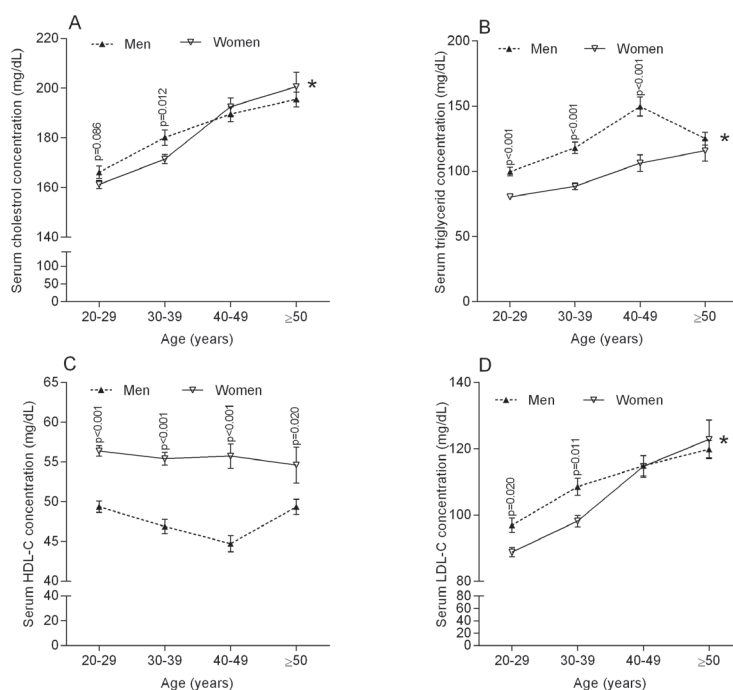 A
Men
Women
Serum cholestrol concentration (mg/dL)
220
200
180
160
140
100
50
0
p=0.086
p=0.012
*
20-29
30-39
40-49
≥50
Age (years)
B
Men
Women
Serum triglycerid concentration (mg/dL)
200
150
100
50
0
p<0.001
p<0.001
p<0.001
*
20-29
30-39
40-49
≥50
Age (years)
C
Men
Women
Serum HDL-C concentration (mg/dL)
65
60
55
50
45
40
40
20
0
p<0.001
p<0.001
p<0.001
p=0.020
20-29
30-39
40-49
≥50
Age (years)
D
Men
Women
Serum LDL-C concentration (mg/dL)
140
120
100
80
80
60
40
20
0
p=0.020
p=0.011
*
20-29
30-39
40-49
≥50
Age (years)